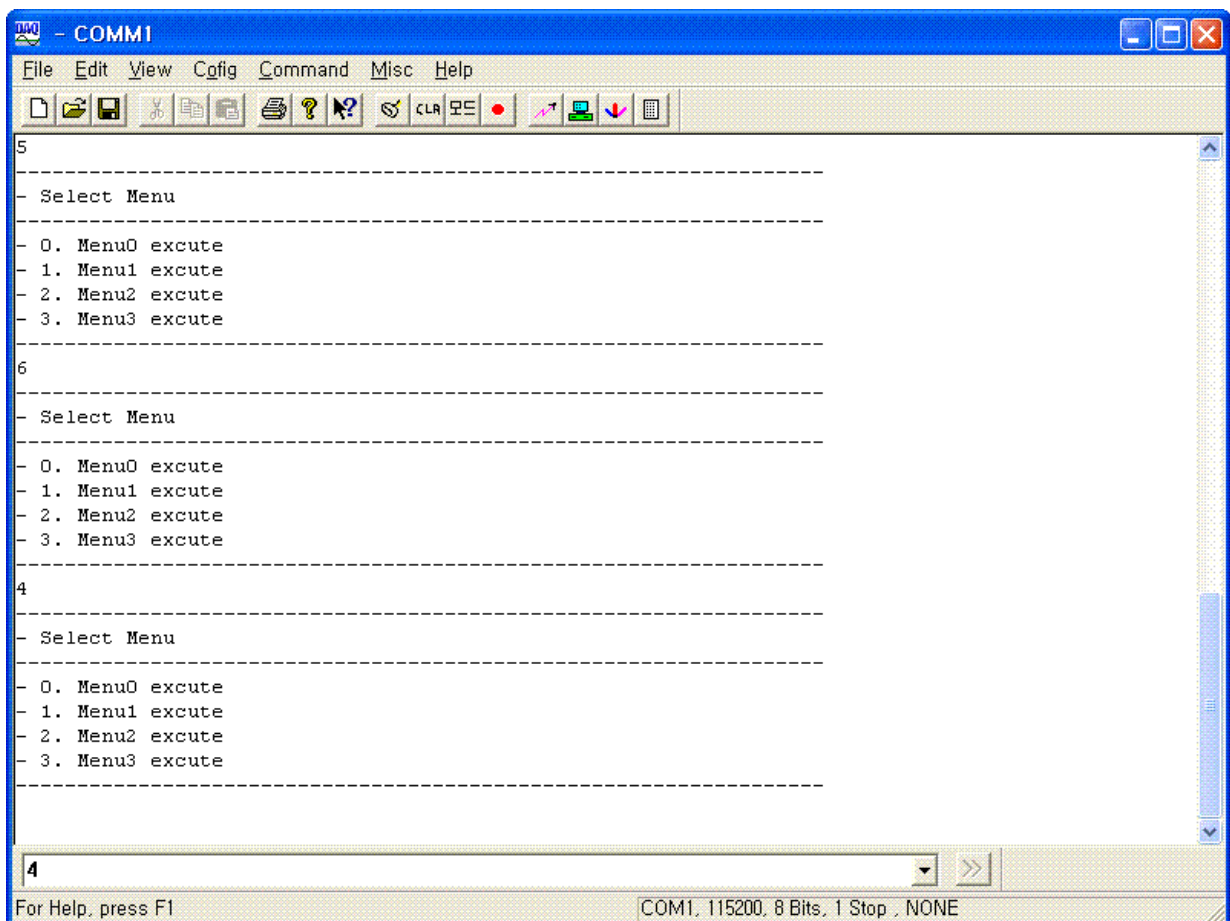 - COMM1
File Edit View Cofig Command Misc Help
CLR 모드
5
--------------------------------------------------------------------
- Select Menu
--------------------------------------------------------------------
- 0. Menu0 excute
- 1. Menu1 excute
- 2. Menu2 excute
- 3. Menu3 excute
--------------------------------------------------------------------
6
--------------------------------------------------------------------
- Select Menu
--------------------------------------------------------------------
- 0. Menu0 excute
- 1. Menu1 excute
- 2. Menu2 excute
- 3. Menu3 excute
--------------------------------------------------------------------
4
--------------------------------------------------------------------
- Select Menu
--------------------------------------------------------------------
- 0. Menu0 excute
- 1. Menu1 excute
- 2. Menu2 excute
- 3. Menu3 excute
--------------------------------------------------------------------
4
For Help, press F1 COM1, 115200, 8 Bits, 1 Stop , NONE